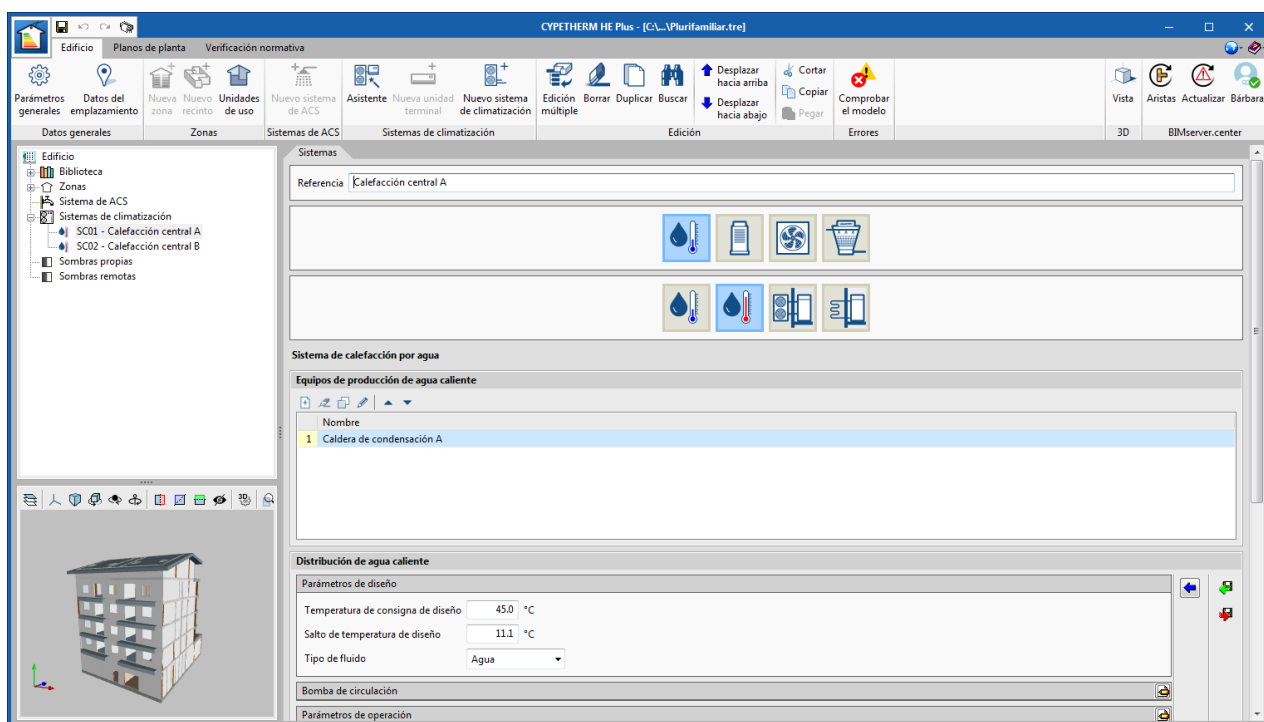 CYPETHERM HE Plus - [C:\...\Plurifamiliar.tre]
Edificio Planos de planta Verificación normativa
Parámetros generales
Datos del emplazamiento
Nueva zona
Nuevo recinto
Unidades de uso
Nuevo sistema de ACS
Asistente
Nueva unidad terminal
Nuevo sistema de climatización
Edición múltiple
Borrar
Duplicar
Buscar
Desplazar hacia arriba
Desplazar hacia abajo
Cortar
Copiar
Pegar
Comprobar el modelo
Vista
Aristas
Actualizar
Bárbara
Datos generales Zonas Sistemas de ACS Sistemas de climatización Edición Errores 3D BIMserver.center
Edificio
Biblioteca
Zonas
Sistema de ACS
Sistemas de climatización
SC01 - Calefacción central A
SC02 - Calefacción central B
Sombras propias
Sombras remotas
3D
Sistemas
Referencia Calefacción central A
Sistema de calefacción por agua
Equipos de producción de agua caliente
Nombre
1 Caldera de condensación A
Distribución de agua caliente
Parámetros de diseño
Temperatura de consigna de diseño 45.0 °C
Salto de temperatura de diseño 11.1 °C
Tipo de fluido Agua
Bomba de circulación
Parámetros de operación